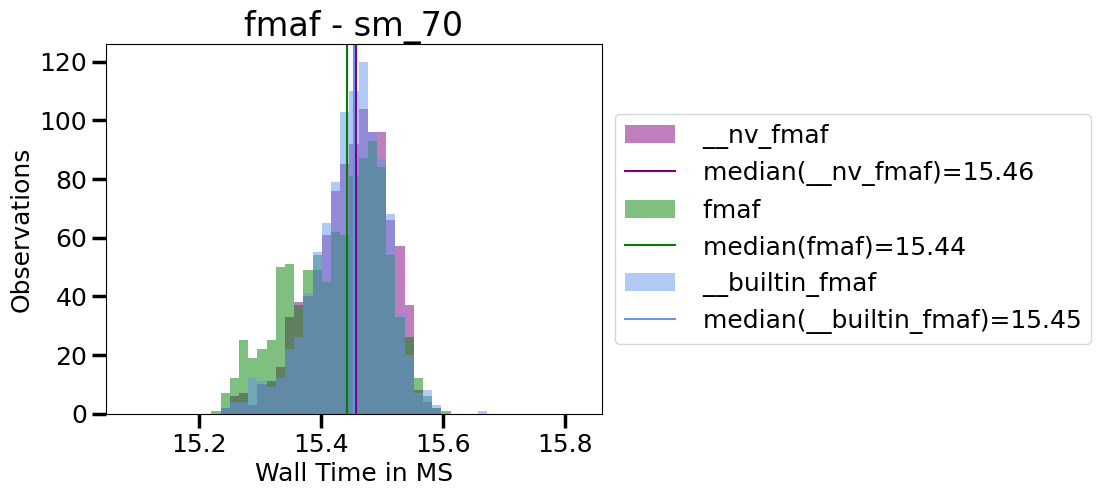 fmaf - sm_70
Observations
120
100
80
60
40
20
0
15.2 15.4 15.6 15.8
Wall Time in MS
__nv_fmaf
median(__nv_fmaf)=15.46
fmaf
median(fmaf)=15.44
__builtin_fmaf
median(__builtin_fmaf)=15.45